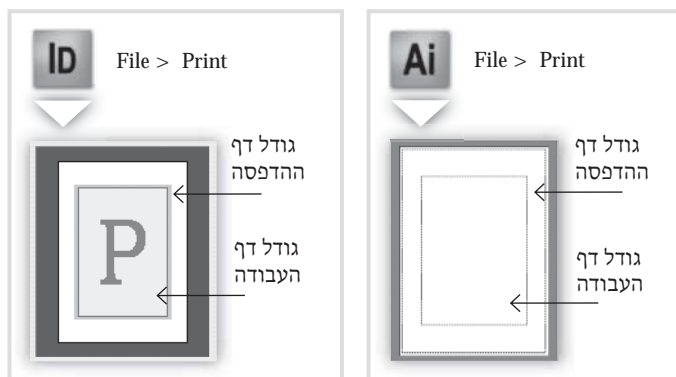 ID
File > Print
גודל דף
ההדפסה
P
גודל דף
העבודה
Ai
File > Print
גודל דף
ההדפסה
גודל דף
העבודה